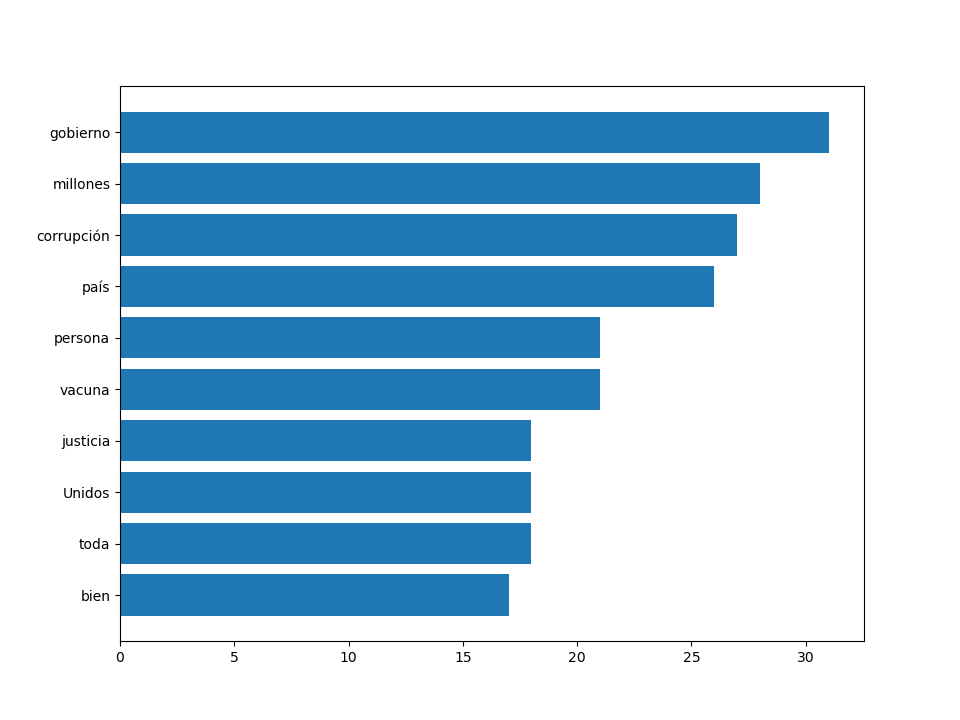 gobierno
millones
corrupción
país
persona
vacuna
justicia
Unidos
toda
bien
0 5 10 15 20 25 30